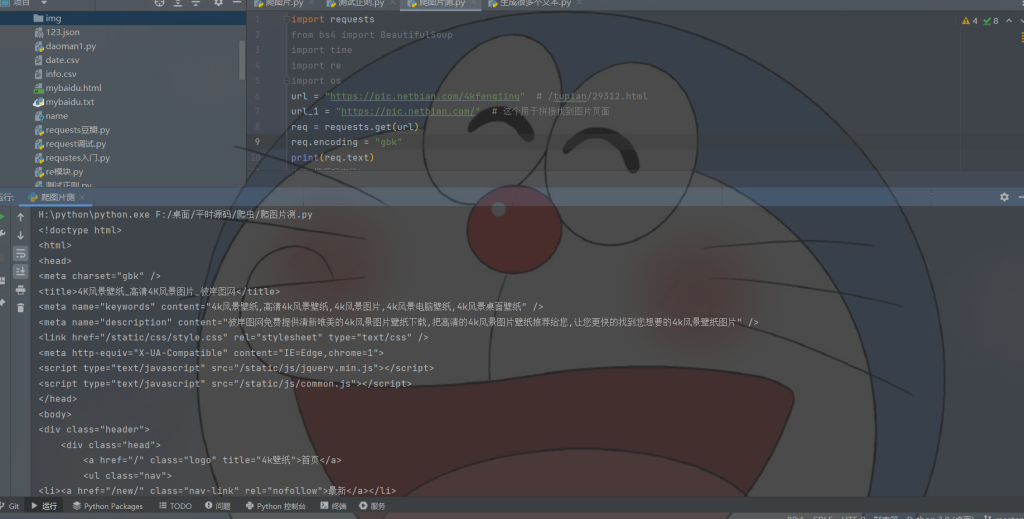 项目
爬图片.py
测试正则.py
爬图片测.py
生成很多个文本.py
img
123.json
daoman1.py
date.csv
info.csv
mybaidu.html
mybaidu.txt
name
requests豆瓣.py
request调试.py
requstes入门.py
re模块.py
测试正则.py
1 import requests
2 from bs4 import BeautifulSoup
3 import time
4 import re
5 import os
6 url = "https://pic.netbian.com/4kfengjing" # /tupian/29312.html
7 url_1 = "https://pic.netbian.com/" # 这个用于拼接找到图片页面
8 req = requests.get(url)
9 req.encoding = "gbk"
10 print(req.text)
4 8
运行: 爬图片测
H:\python\python.exe F:/桌面/平时源码/爬虫/爬图片测.py
<!doctype html>
<html>
<head>
<meta charset="gbk" />
<title>4K风景壁纸_高清4K风景图片_彼岸图网</title>
<meta name="keywords" content="4k风景壁纸,高清4k风景壁纸,4k风景图片,4k风景电脑壁纸,4k风景桌面壁纸" />
<meta name="description" content="彼岸图网免费提供清新唯美的4k风景图片壁纸下载,把高清的4k风景图片壁纸推荐给您,让您更快的找到您想要的4k风景壁纸图片" />
<link href="/static/css/style.css" rel="stylesheet" type="text/css" />
<meta http-equiv="X-UA-Compatible" content="IE=Edge,chrome=1">
<script type="text/javascript" src="/static/js/jquery.min.js"></script>
<script type="text/javascript" src="/static/js/common.js"></script>
</head>
<body>
<div class="header">
<div class="head">
<a href="/" class="logo" title="4k壁纸">首页</a>
<ul class="nav">
<li><a href="/new/" class="nav-link" rel="nofollow">最新</a></li>
Git 运行 Python Packages TODO 问题 Python 控制台 终端 服务